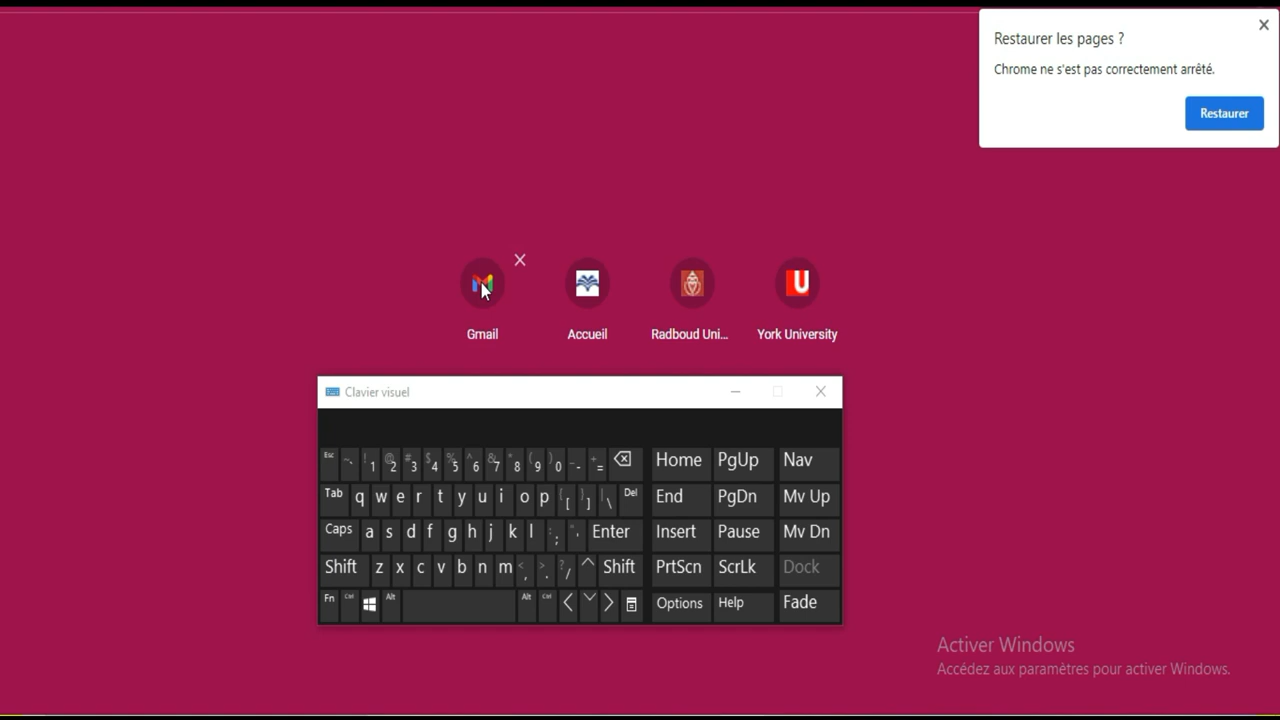 Restaurer les pages ?
Chrome ne s'est pas correctement arrêté.
Restaurer
Gmail
Accueil
Radboud Uni...
York University
Clavier visuel
Esc ~ ` ! 1 @ 2 # 3 $ 4 % 5 ^ 6 & 7 * 8 ( 9 ) 0 _ - + = Home PgUp Nav
Tab q w e r t y u i o p { [ } ] | \ Del End PgDn Mv Up
Caps a s d f g h j k l : ; " ' Enter Insert Pause Mv Dn
Shift z x c v b n m < , > . ? / Shift PrtScn ScrLk Dock
Fn Ctrl Alt Alt Ctrl Options Help Fade
Activer Windows
Accédez aux paramètres pour activer Windows.